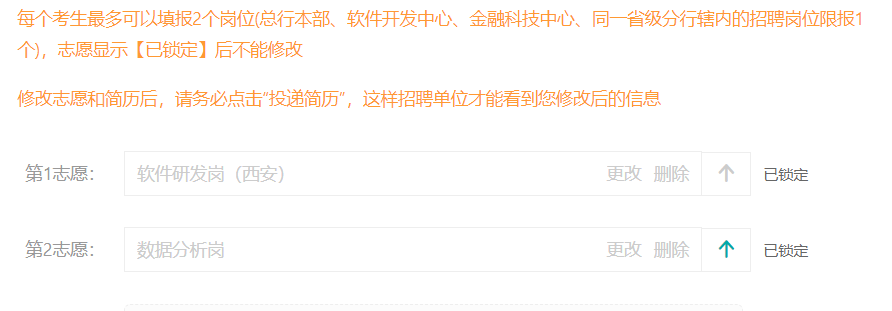 每个考生最多可以填报2个岗位(总行本部、软件开发中心、金融科技中心、同一省级分行辖内的招聘岗位限报1
个)，志愿显示【已锁定】后不能修改
修改志愿和简历后，请务必点击“投递简历”，这样招聘单位才能看到您修改后的信息
第1志愿： 软件研发岗（西安） 更改 删除 已锁定
第2志愿： 数据分析岗 更改 删除 已锁定